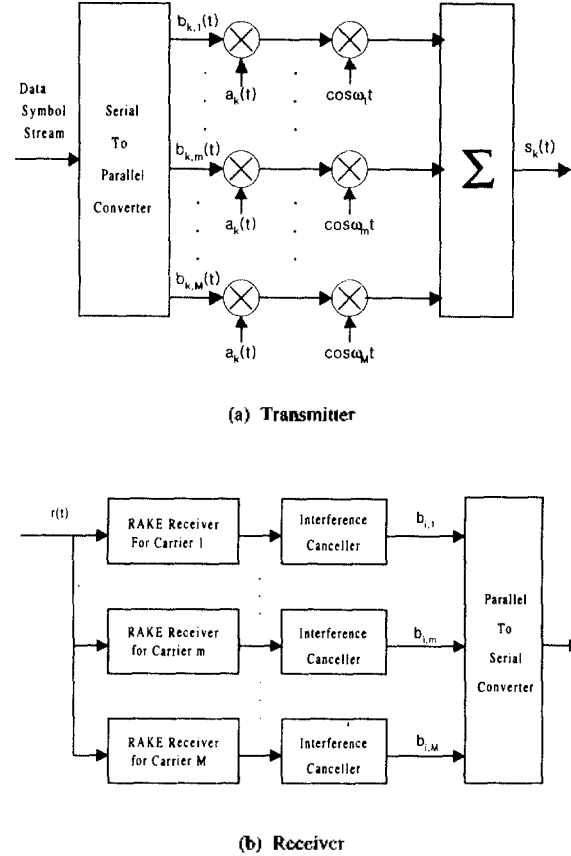 b_{k,1}(t)
a_k(t)
cosω_1t
Data
Symbol
Stream
Serial
To
Parallel
Converter
b_{k,m}(t)
a_k(t)
cosω_mt
Σ
s_k(t)
b_{k,M}(t)
a_k(t)
cosω_Mt
(a) Transmitter
r(t)
RAKE Receiver
For Carrier 1
Interference
Canceller
b_{i,1}
RAKE Receiver
for Carrier m
Interference
Canceller
b_{i,m}
Parallel
To
Serial
Converter
RAKE Receiver
for Carrier M
Interference
Canceller
b_{i,M}
(b) Receiver